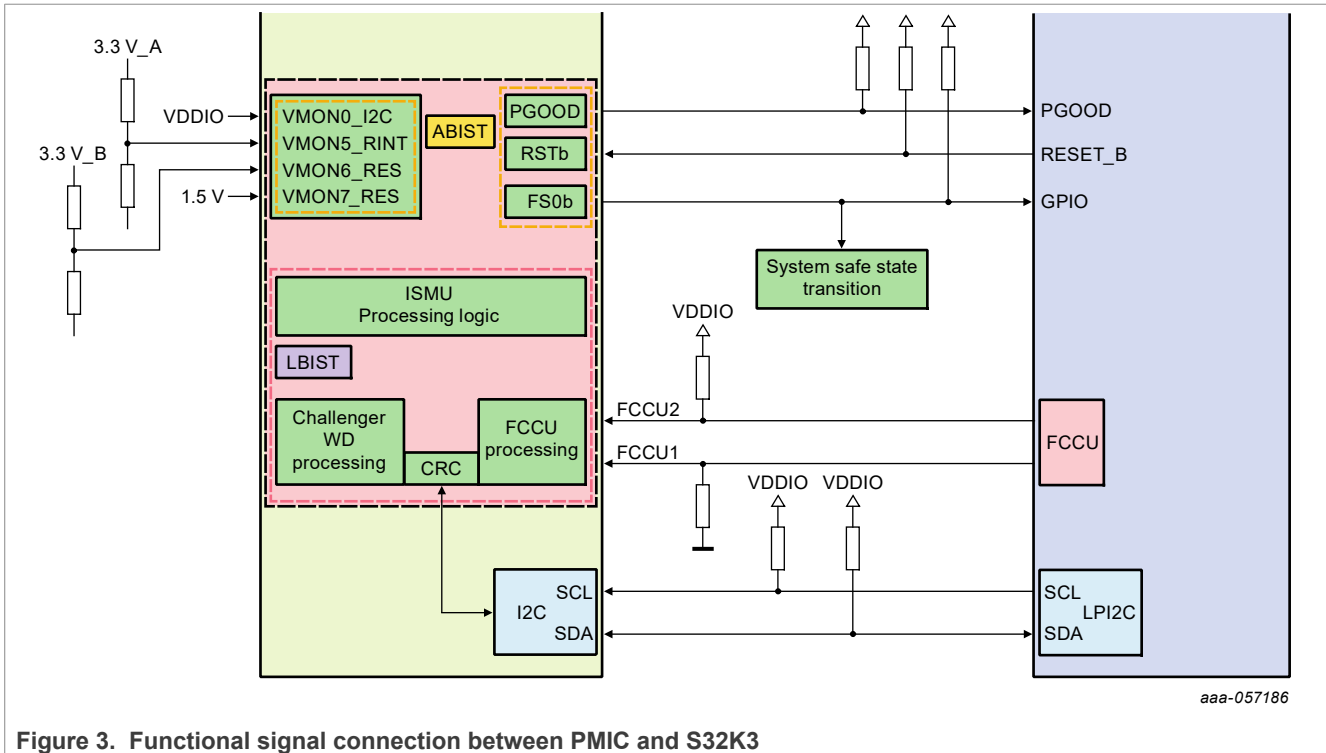 3.3 V_A
VDDIO
3.3 V_B
1.5 V
VMON0_I2C
VMON5_RINT
VMON6_RES
VMON7_RES
ABIST
PGOOD
RSTb
FS0b
PGOOD
RESET_B
GPIO
System safe state
transition
ISMU
Processing logic
LBIST
Challenger
WD
processing
CRC
FCCU
processing
VDDIO
FCCU2
FCCU1
FCCU
VDDIO
VDDIO
I2C
SCL
SDA
SCL
LPI2C
SDA
aaa-057186
Figure 3. Functional signal connection between PMIC and S32K3